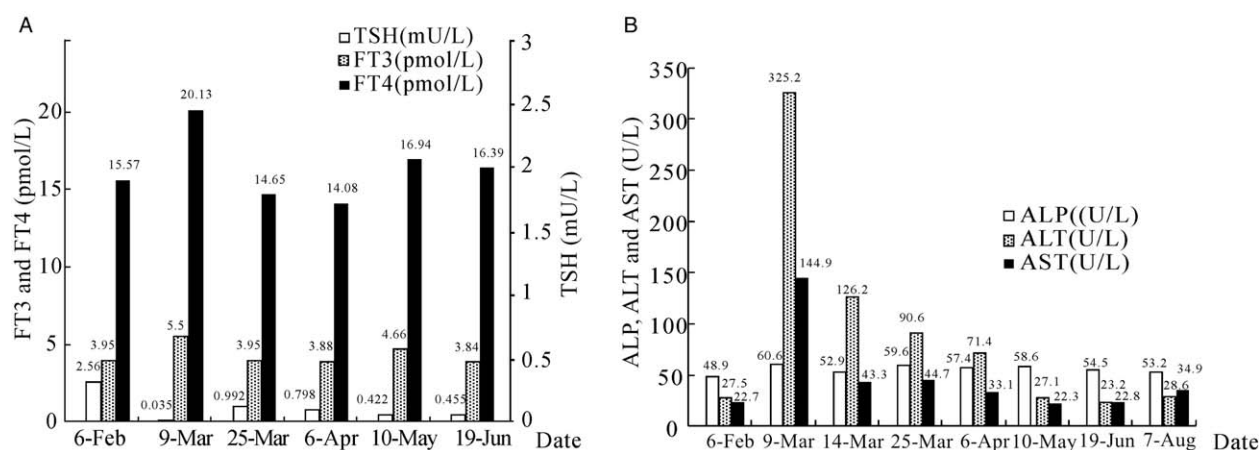 A
TSH(mU/L)
FT3(pmol/L)
FT4(pmol/L)
FT3 and FT4 (pmol/L)
20
15
10
5
0
3
2.5
2
1.5
1
0.5
0
TSH (mU/L)
2.56 3.95 15.57
0.035 5.5 20.13
0.992 3.95 14.65
0.798 3.88 14.08
0.422 4.66 16.94
0.455 3.84 16.39
6-Feb 9-Mar 25-Mar 6-Apr 10-May 19-Jun Date
B
ALP((U/L)
ALT(U/L)
AST(U/L)
ALP, ALT and AST (U/L)
350
300
250
200
150
100
50
0
48.9 27.5 22.7
60.6 325.2 144.9
52.9 126.2 43.3
59.6 90.6 44.7
57.4 71.4 33.1
58.6 27.1 22.3
54.5 23.2 22.8
53.2 28.6 34.9
6-Feb 9-Mar 14-Mar 25-Mar 6-Apr 10-May 19-Jun 7-Aug Date